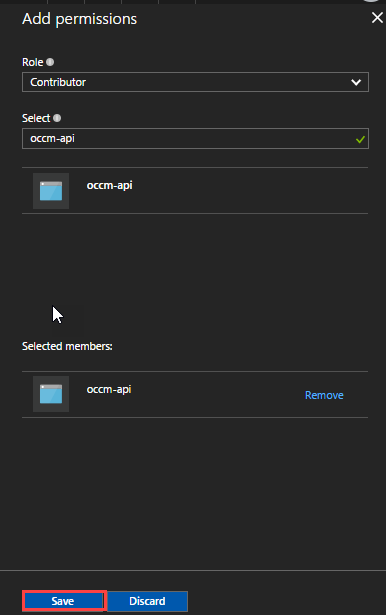 Add permissions
Role
Contributor
Select
occm-api
occm-api
Selected members:
occm-api
Remove
Save
Discard